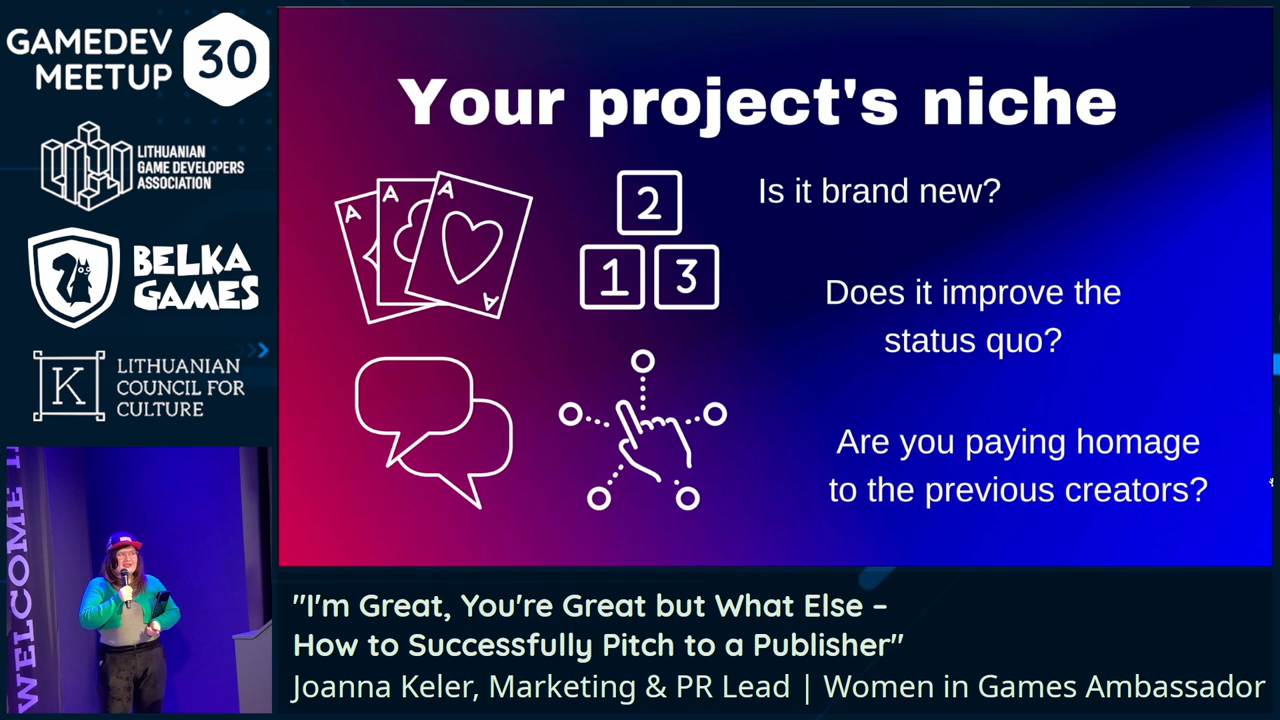 GAMEDEV
MEETUP
30
LITHUANIAN
GAME DEVELOPERS
ASSOCIATION
BELKA
GAMES
K
LITHUANIAN
COUNCIL FOR
CULTURE
WELCOME
Your project's niche
A
A
A
A
2
1
3
Is it brand new?
Does it improve the
status quo?
Are you paying homage
to the previous creators?
"I'm Great, You're Great but What Else –
How to Successfully Pitch to a Publisher"
Joanna Keler, Marketing & PR Lead | Women in Games Ambassador